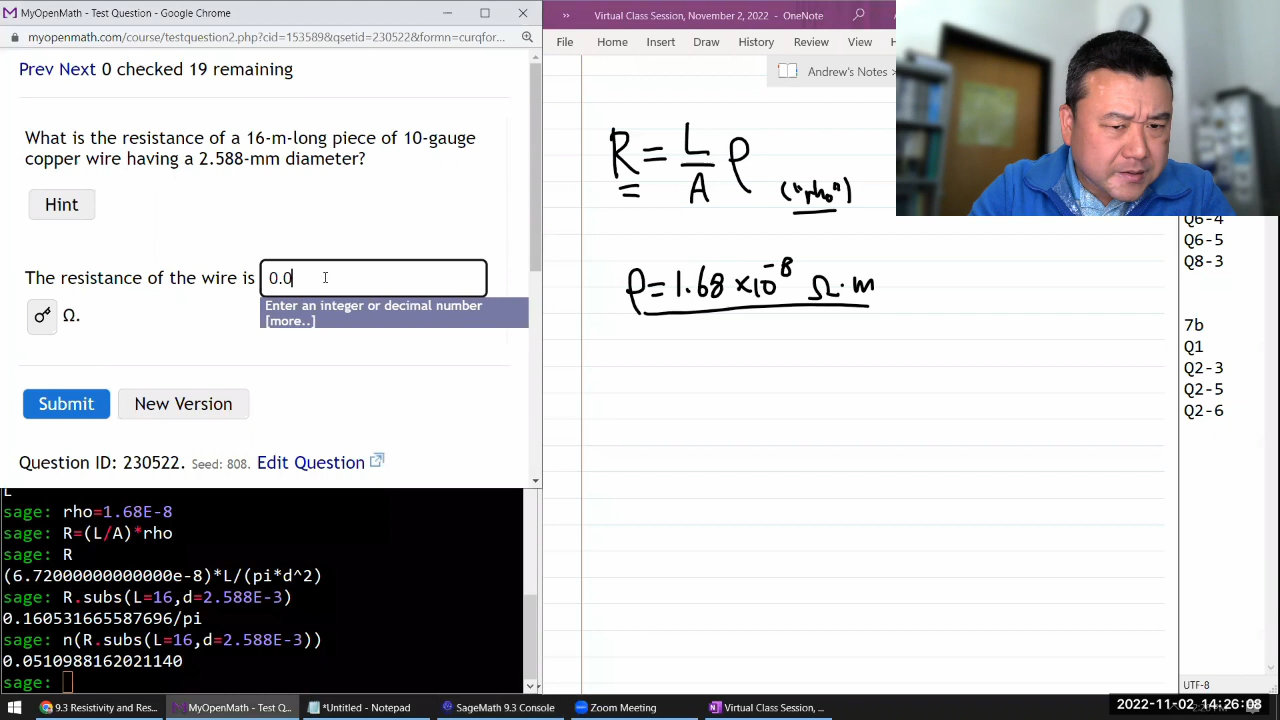 MyOpenMath - Test Question - Google Chrome
myopenmath.com/course/testquestion2.php?cid=153589&qsetid=230522&formn=curqfor...
Prev Next 0 checked 19 remaining
What is the resistance of a 16-m-long piece of 10-gauge
copper wire having a 2.588-mm diameter?
Hint
The resistance of the wire is 0.0
Enter an integer or decimal number
[more..]
Ω.
Submit New Version
Question ID: 230522. Seed: 808. Edit Question
sage: rho=1.68E-8
sage: R=(L/A)*rho
sage: R
(6.72000000000000e-8)*L/(pi*d^2)
sage: R.subs(L=16,d=2.588E-3)
0.160531665587696/pi
sage: n(R.subs(L=16,d=2.588E-3))
0.0510988162021140
sage:
Virtual Class Session, November 2, 2022 - OneNote
File Home Insert Draw History Review View
Andrew's Notes >
R = L/A ρ
("rho")
ρ = 1.68 ×10⁻⁸ Ω·m
Q6-4
Q6-5
Q8-3
7b
Q1
Q2-3
Q2-5
Q2-6
UTF-8
9.3 Resistivity and Res... MyOpenMath - Test Q... *Untitled - Notepad SageMath 9.3 Console Zoom Meeting Virtual Class Session, ...
2022-11-02 14:26:08